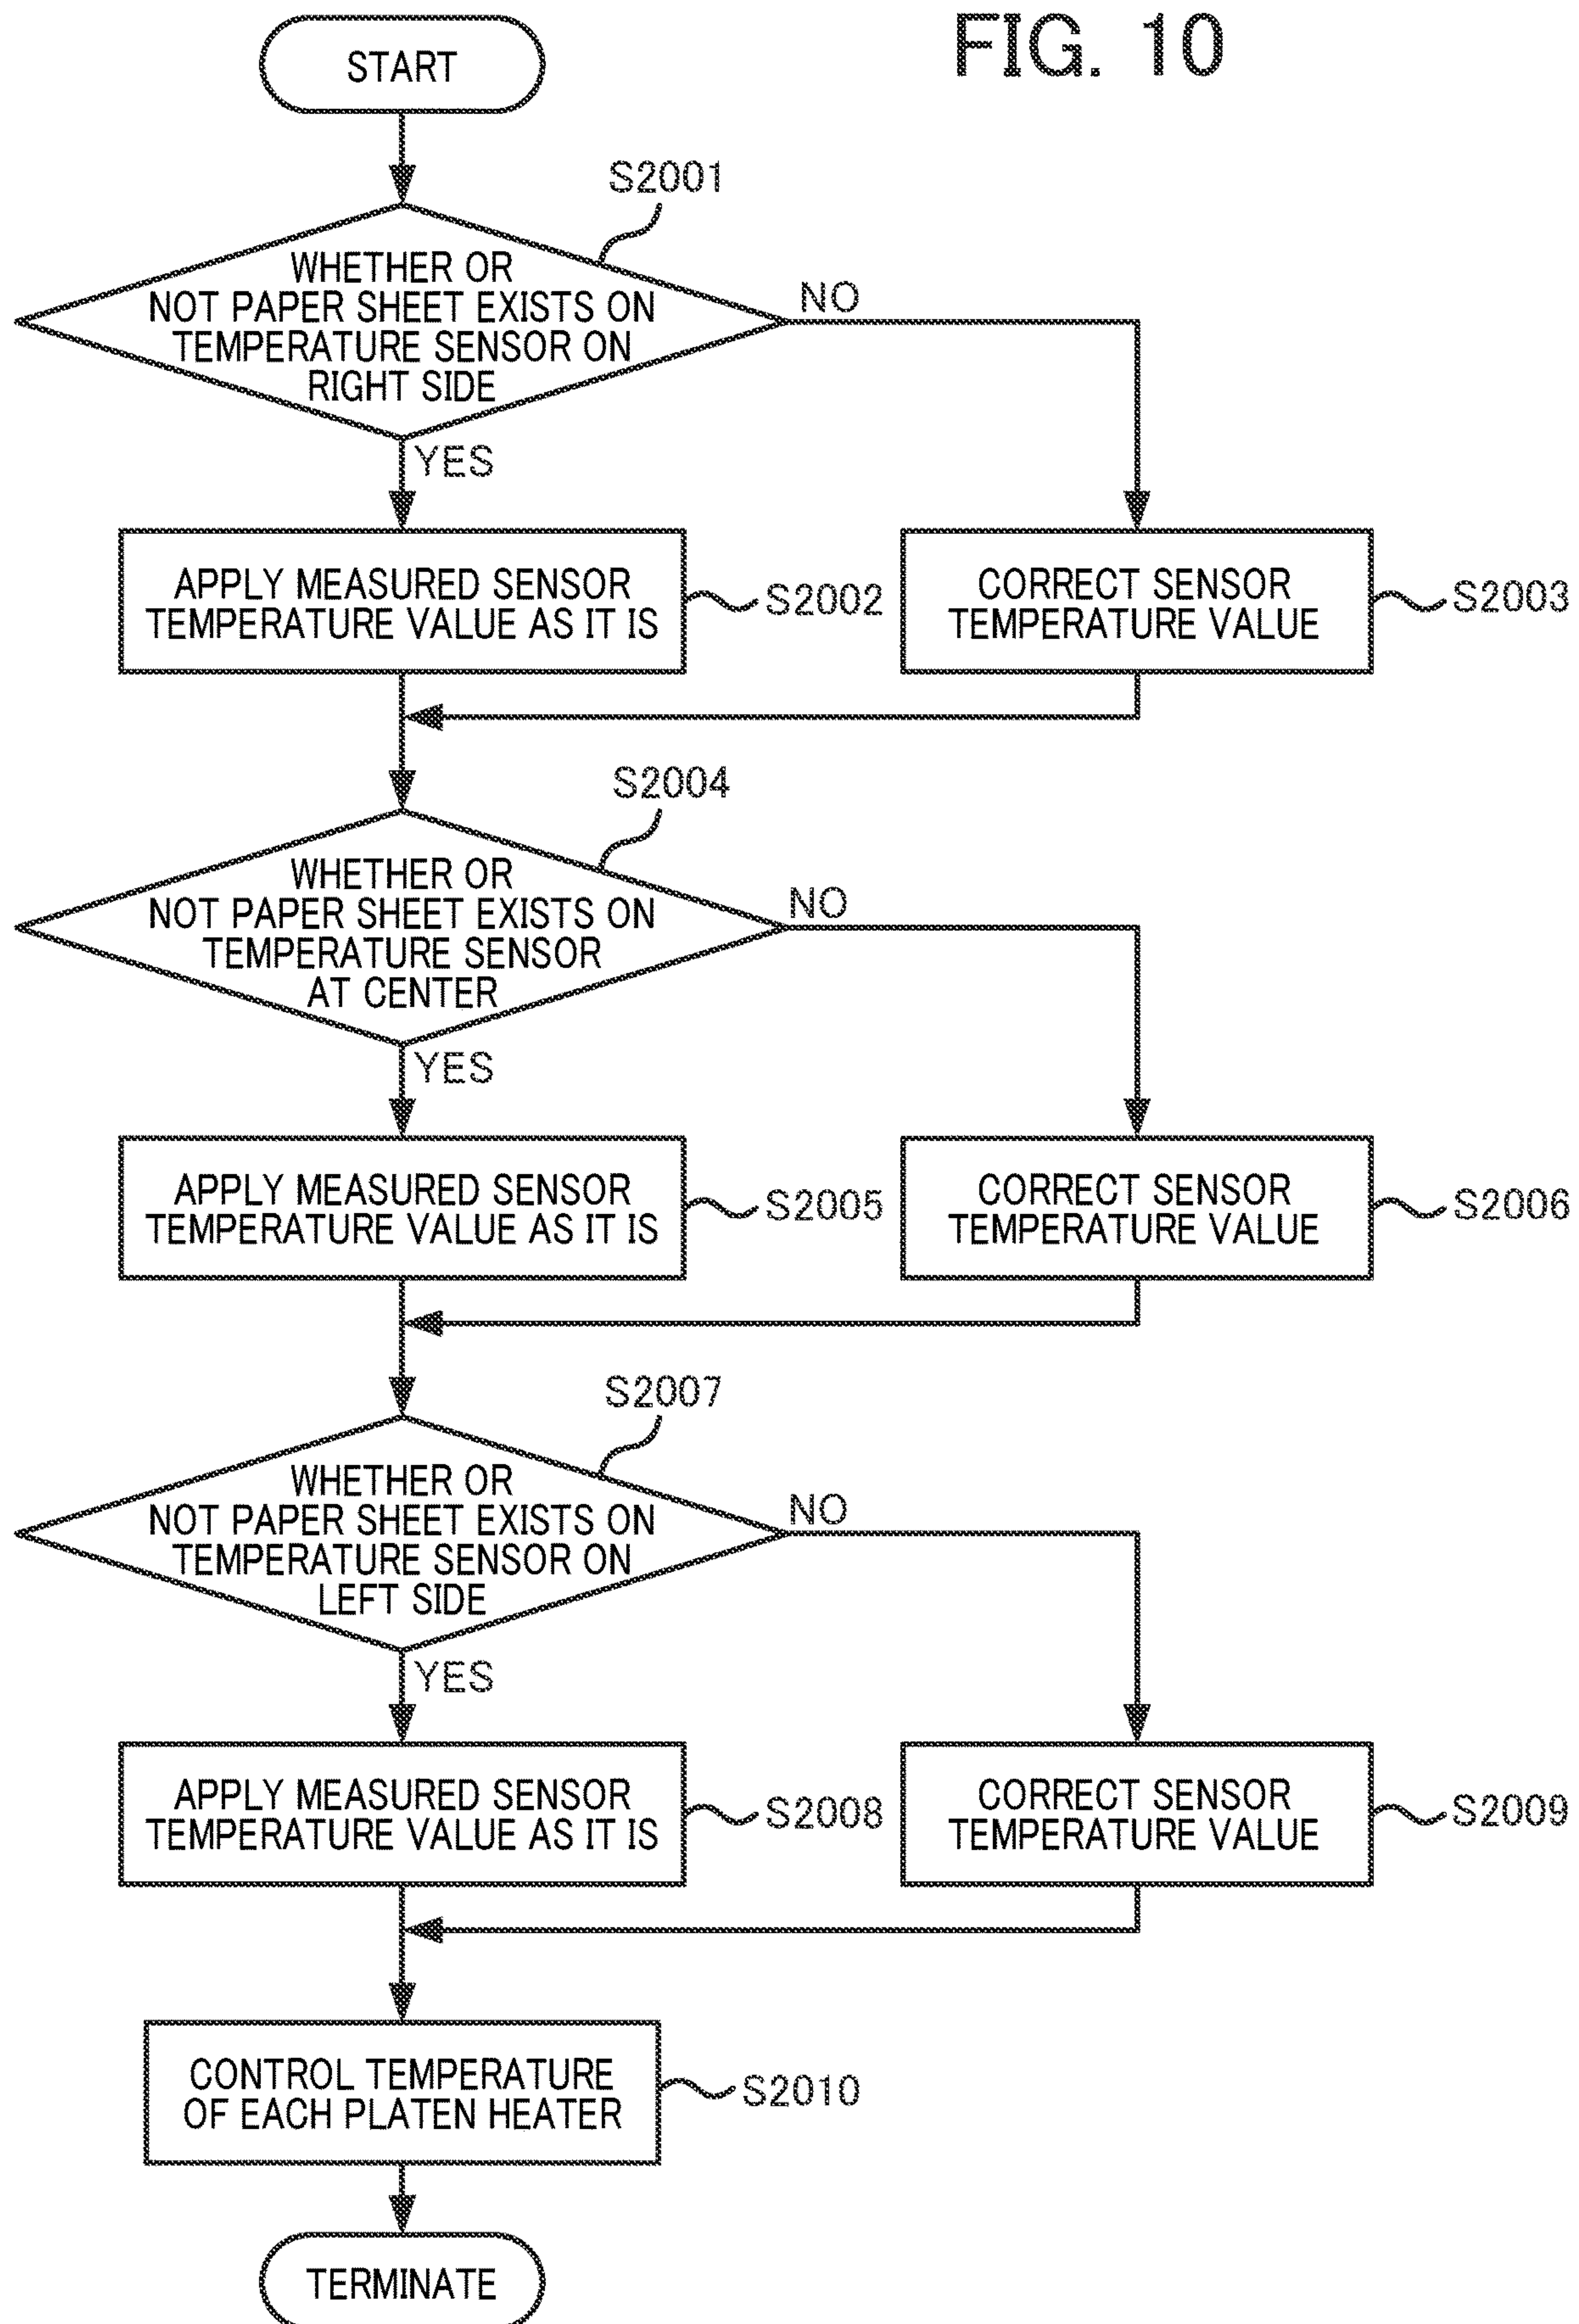 FIG. 10
START
S2001
WHETHER OR
NOT PAPER SHEET EXISTS ON
TEMPERATURE SENSOR ON
RIGHT SIDE
NO
YES
APPLY MEASURED SENSOR
TEMPERATURE VALUE AS IT IS
S2002
CORRECT SENSOR
TEMPERATURE VALUE
S2003
S2004
WHETHER OR
NOT PAPER SHEET EXISTS ON
TEMPERATURE SENSOR
AT CENTER
NO
YES
APPLY MEASURED SENSOR
TEMPERATURE VALUE AS IT IS
S2005
CORRECT SENSOR
TEMPERATURE VALUE
S2006
S2007
WHETHER OR
NOT PAPER SHEET EXISTS ON
TEMPERATURE SENSOR ON
LEFT SIDE
NO
YES
APPLY MEASURED SENSOR
TEMPERATURE VALUE AS IT IS
S2008
CORRECT SENSOR
TEMPERATURE VALUE
S2009
CONTROL TEMPERATURE
OF EACH PLATEN HEATER
S2010
TERMINATE